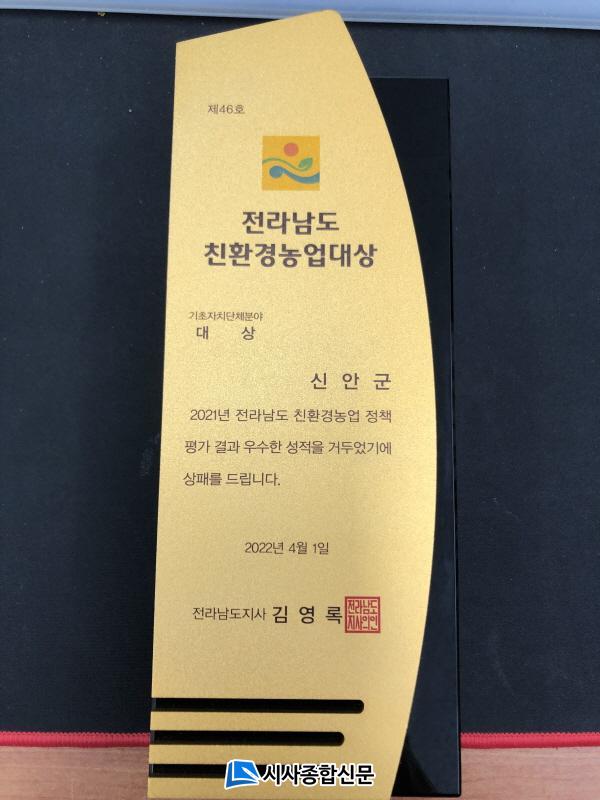 제46호
전라남도
친환경농업대상
기초자치단체분야
대 상
신 안 군
2021년 전라남도 친환경농업 정책
평가 결과 우수한 성적을 거두었기에
상패를 드립니다.
2022년 4월 1일
전라남도지사 김 영 록
전라남도
지사의인
시사종합신문